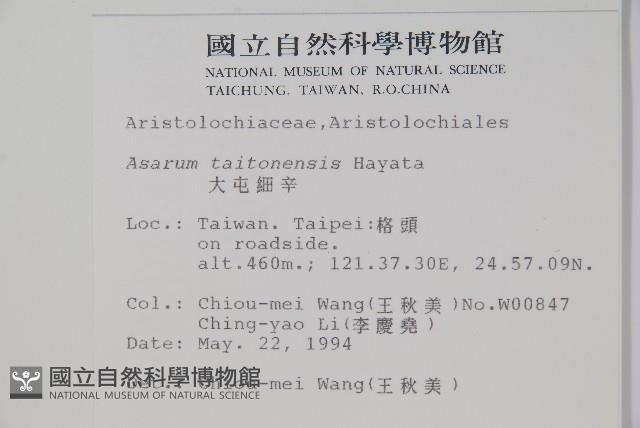 國立自然科學博物館
NATIONAL MUSEUM OF NATURAL SCIENCE
TAICHUNG, TAIWAN, R.O.CHINA
Aristolochiaceae,Aristolochiales
Asarum taitonensis Hayata
大屯細辛
Loc.: Taiwan. Taipei:格頭
on roadside.
alt.460m.; 121.37.30E, 24.57.09N.
Col.: Chiou-mei Wang(王秋美)No.W00847
Ching-yao Li(李慶堯)
Date: May. 22, 1994
Det.: Chiou-mei Wang(王秋美)
國立自然科學博物館
NATIONAL MUSEUM OF NATURAL SCIENCE